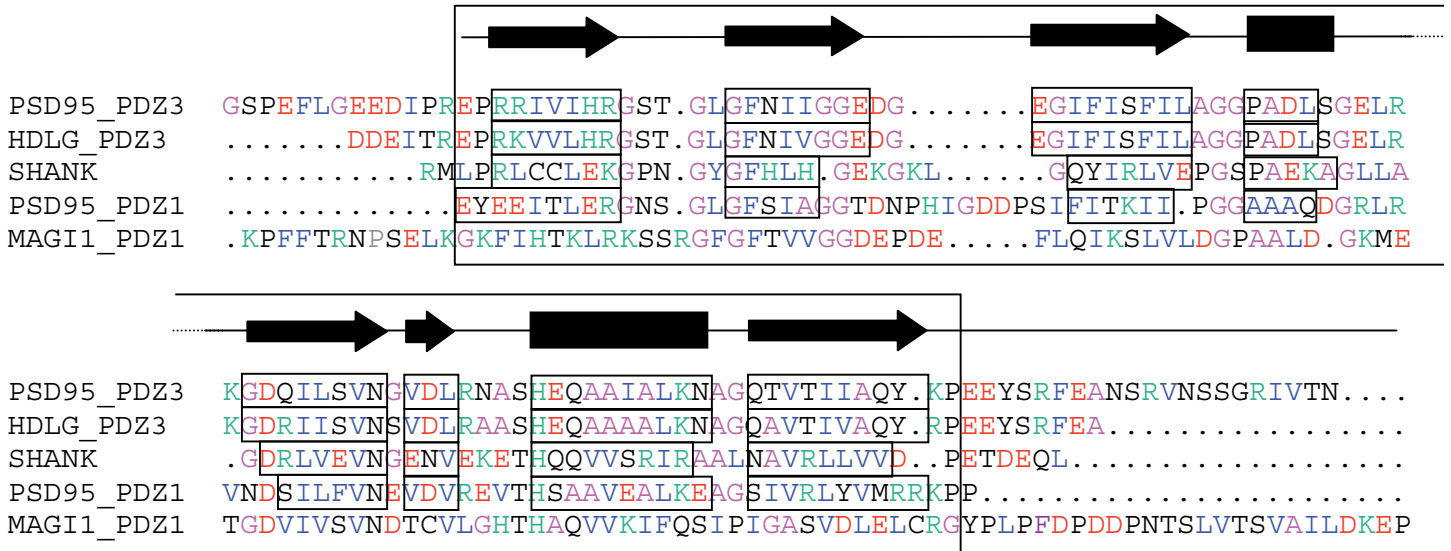 PSD95_PDZ3 GSPEFLGEEDIPREPRRIVIHRGST.GLGFNIIGGEDG.......EGIFISFILAGGPADLSGELR
HDLG_PDZ3 .......DDEITREPRKVVLHRGST.GLGFNIVGGEDG.......EGIFISFILAGGPADLSGELR
SHANK ...........RMLPRLCCLEKGPN.GYGFHLH.GEKGKL.....GQYIRLVEPGSPAEKAGLLA
PSD95_PDZ1 .............EYEEITLERGNS.GLGFSIAGGTDNPHIGDDPSIFITKII.PGGAAAQDGRLR
MAGI1_PDZ1 .KPFFTRNPSELKGKFIHTKLRKSSRGFGFTVVGGDEPDE.....FLQIKSLVLDGPAALD.GKME
PSD95_PDZ3 KGDQILSVNGVDLRNASHEQAAIALKNAGQTVTIIAQY.KPEEYSRFEANSRVNSSGRIVTN....
HDLG_PDZ3 KGDRIISVNSVDLRAASHEQAAAALKNAGQAVTIVAQY.RPEEYSRFEA.................
SHANK .GDRLVEVNGENVEKETHQQVVSRIRAALNAVRLLVVD..PETDEQL...................
PSD95_PDZ1 VNDSILFVNEVDVREVTHSAAVEALKEAGSIVRLYVMRRKPP........................
MAGI1_PDZ1 TGDVIVSVNDTCVLGHTHAQVVKIFQSIPIGASVDLELCRGYPLPFDPDDPNTSLVTSVAILDKEP